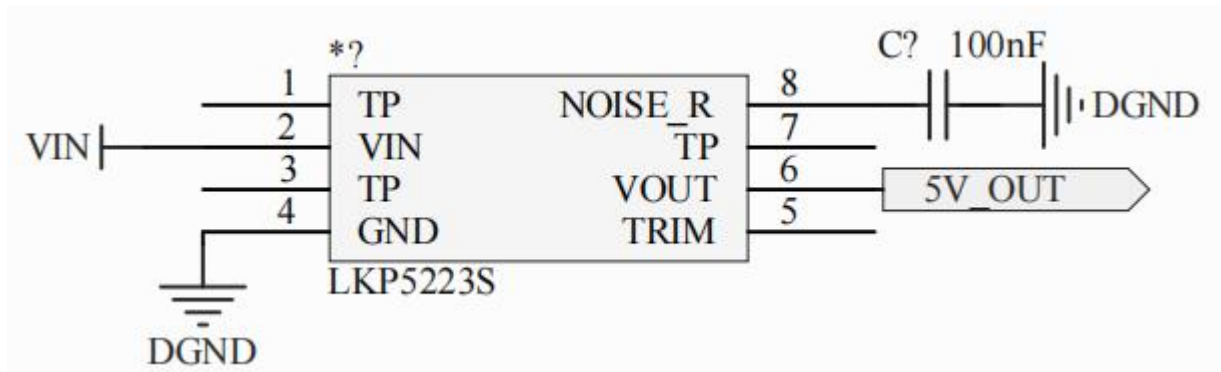 *?
C? 100nF
1 TP NOISE_R 8 DGND
VIN 2 VIN TP 7
3 TP VOUT 6 5V_OUT
4 GND TRIM 5
LKP5223S
DGND